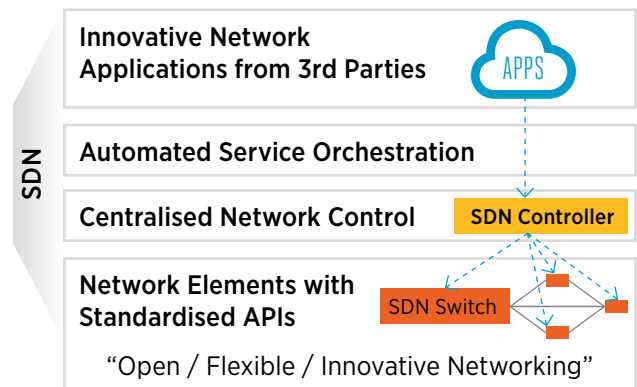 Innovative Network
Applications from 3rd Parties
APPS
SDN
Automated Service Orchestration
Centralised Network Control
SDN Controller
Network Elements with
Standardised APIs
SDN Switch
“Open / Flexible / Innovative Networking”